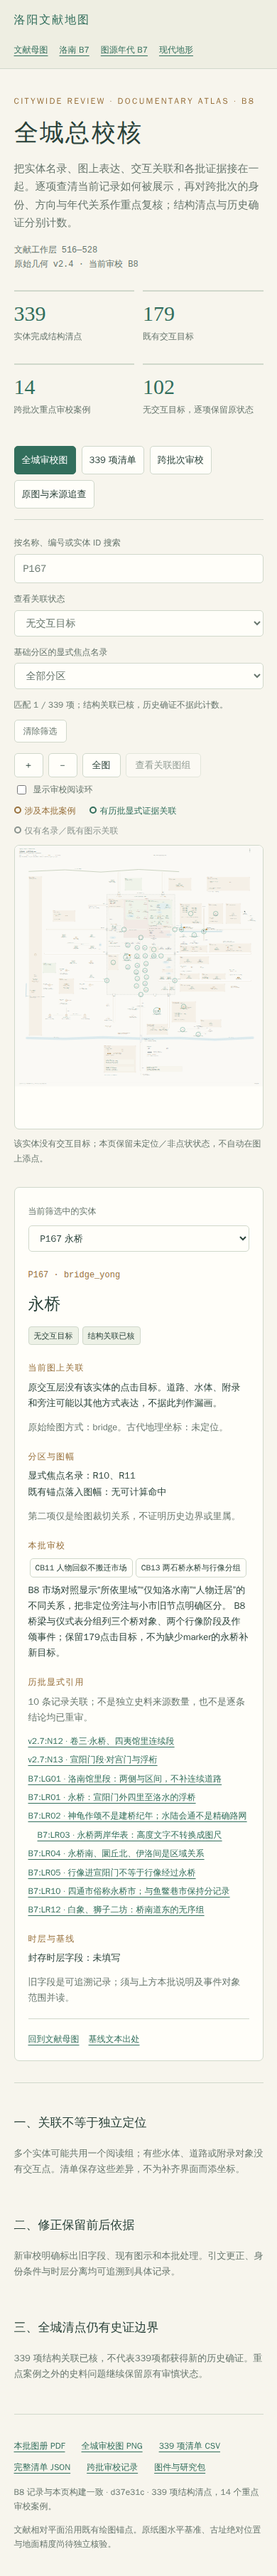 洛阳文献地图
文献母图 洛南 B7 图源年代 B7 现代地形
CITYWIDE REVIEW · DOCUMENTARY ATLAS · B8
全城总校核
把实体名录、图上表达、交互关联和各批证据接在一
起。逐项查清当前记录如何被展示，再对跨批次的身
份、方向与年代关系作重点复核；结构清点与历史确
证分别计数。
文献工作层 516—528
原始几何 v2.4 · 当前审校 B8
339
实体完成结构清点
179
既有交互目标
14
跨批次重点审校案例
102
无交互目标，逐项保留原状态
全城审校图 339 项清单 跨批次审校
原图与来源追查
按名称、编号或实体 ID 搜索
P167
查看关联状态
无交互目标
基础分区的显式焦点名录
全部分区
匹配 1 / 339 项；结构关联已核，历史确证不据此计数。
清除筛选
+ − 全图 查看关联图组
显示审校阅读环
涉及本批案例 有历批显式证据关联
仅有名录／既有图示关联
该实体没有交互目标；本页保留未定位／非点状状态，不自动在图
上添点。
当前筛选中的实体
P167 永桥
P167 · bridge_yong
永桥
无交互目标 结构关联已核
当前图上关联
原交互层没有该实体的点击目标。道路、水体、附录
和旁注可能以其他方式表达，不据此判作漏画。
原始绘图方式：bridge。古代地理坐标：未定位。
分区与图幅
显式焦点名录：R10、R11
既有锚点落入图幅：无可计算命中
第二项仅是绘图裁切关系，不证明历史边界或里属。
本批审校
CB11 人物回叙不搬迁市场 CB13 两石桥永桥与行像分组
B8 市场对照显示“所依里域”“仅知洛水南”“人物迁居”的
不同关系，把非定位旁注与小市旧节点明确区分。 B8
桥梁与仪式表分组列三个桥对象、两个行像阶段及作
颂事件；保留179点击目标，不为缺少marker的永桥补
新目标。
历批显式引用
10 条记录关联；不是独立史料来源数量，也不是逐条
结论均已重审。
v2.7:N12 · 卷三·永桥、四夷馆里连续段
v2.7:N13 · 宣阳门段·对宫门与浮桁
B7:LG01 · 洛南馆里段：两侧与区间，不补连续道路
B7:LR01 · 永桥：宣阳门外四里至洛水的浮桥
B7:LR02 · 神龟作颂不是建桥纪年；水陆会通不是精确路网
B7:LR03 · 永桥两岸华表：高度文字不转换成图尺
B7:LR04 · 永桥南、圜丘北、伊洛间是区域关系
B7:LR05 · 行像进宣阳门不等于行像经过永桥
B7:LR10 · 四通市俗称永桥市；与鱼鳖巷市保持分记录
B7:LR12 · 白象、狮子二坊：桥南道东的无序组
时层与基线
封存时层字段：未填写
旧字段是可追溯记录；须与上方本批说明及事件对象
范围并读。
回到文献母图 基线文本出处
一、关联不等于独立定位
多个实体可能共用一个阅读组；有些水体、道路或附录对象没
有交互点。清单保存这些差异，不为补齐界面而添坐标。
二、修正保留前后依据
新审校明确标出旧字段、现有图示和本批处理。引文更正、身
份条件与时层分离均可追溯到具体记录。
三、全城清点仍有史证边界
339 项结构关联已核，不代表339项都获得新的历史确证。重
点案例之外的史料问题继续保留原有审慎状态。
本批图册 PDF 全城审校图 PNG 339 项清单 CSV
完整清单 JSON 跨批审校记录 图件与研究包
B8 记录与本页构建一致 · d37e31c · 339 项结构清点，14 个重点
审校案例。
文献相对平面沿用既有绘图锚点。原纸图水平基准、古址绝对位置
与地面精度尚待独立核验。